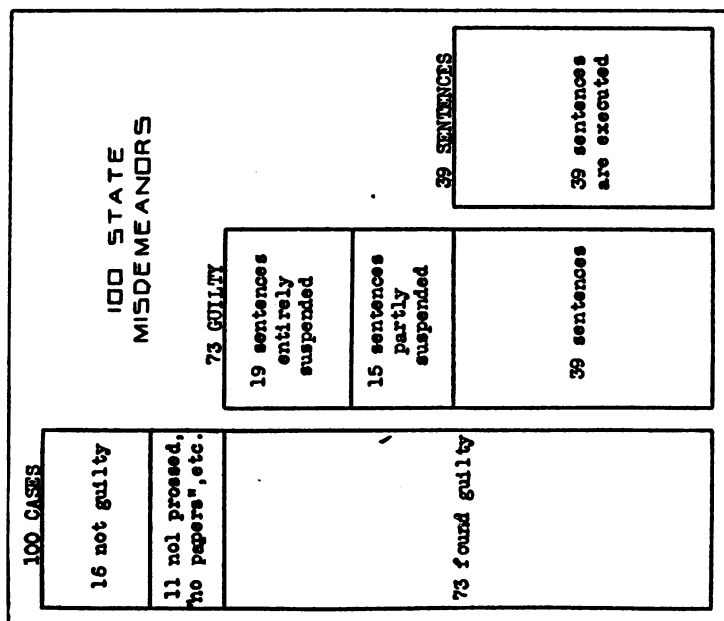 100 STATE
MISDEMEANORS
100 CASES
16 not guilty
11 nol prossed,
"no papers",etc.
73 found guilty
73 GUILTY
19 sentences
entirely
suspended
15 sentences
partly
suspended
39 sentences
39 SENTENCES
39 sentences
are executed